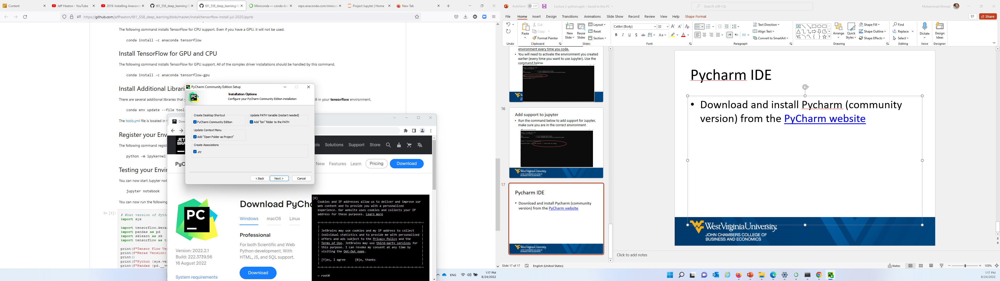 Content
Jeff Heaton - YouTube
2019: Installing Anacond
t81_558_deep_learning/t
t81_558_deep_learning/t
Miniconda — conda do
repo.anaconda.com/minicon
Project Jupyter | Home
New Tab
https://github.com/jeffheaton/t81_558_deep_learning/blob/master/install/tensorflow-install-jul-2020.ipynb
The following command installs TensorFlow for CPU support. Even if you have a GPU, it will not be used.
conda install -c anaconda tensorflow
Install TensorFlow for GPU and CPU
The following command installs TensorFlow for GPU support. All of the complex driver installations should be handled by this command.
conda install -c anaconda tensorflow-gpu
Install Additional Librari
There are several additional libraries that y
ill in your tensorflow environment.
conda env update --file tool
The tools.yml file is located in t
Register your Env
The following command regist
python -m ipykernel
Testing your Envir
You can now start Jupyter not
jupyter notebook
You can now run the following
In [1]:
# What version of Pytho
import sys
import tensorflow.keras
import pandas as pd
import sklearn as sk
import tensorflow as t
print(f"Tensor Flow Ve
print(f"Keras Version:
print()
print(f"Python {sys.ve
print(f"Pandas {pd.__v
PyCharm Community Edition Setup
Installation Options
Configure your PyCharm Community Edition installation
Create Desktop Shortcut
PyCharm Community Edition
Update PATH Variable (restart needed)
Add "bin" folder to the PATH
Update Context Menu
Add "Open Folder as Project"
Create Associations
.py
< Back
Next >
Cancel
Dow
JET
BRA
ols
Solutions
Support
Store
PyC
New
Features
Learn
Pricing
Download
PC
Version: 2022.2.1
Build: 222.3739.56
16 August 2022
System requirements
Download PyCha
Windows
macOS
Linux
Professional
For both Scientific and Web
Python development. With
HTML, JS, and SQL support.
Download
[X]
Cookies and IP addresses allow us to deliver and improve our
web content and to provide you with a personalized
experience. Our website uses cookies and collects your IP
address for these purposes. Learn more
JetBrains may use cookies and my IP address to collect
individual statistics and to provide me with personalized
offers and ads subject to the Privacy Policy and the
Terms of Use. JetBrains may use third-party services for
this purpose. I can revoke my consent at any time by
visiting the Opt-Out page.
[Y]es, I agree [N]o, thanks
~ root#
ENG
1:17 PM
8/24/2022
AutoSave Off
Lecture 2-python.pptx • Saved to this PC
Search (Alt+Q)
Mohammad Ahmad
File Home Insert Design Transitions Animations Slide Show Record Review View Help Shape Format
Share
Undo
Paste
Cut
Copy
Format Painter
Clipboard
New Slide
Reuse Slides
Layout
Reset
Section
Slides
Calibri (Body)
32
Font
Paragraph
Text Direction
Align Text
Convert to SmartArt
Arrange
Quick Styles
Shape Fill
Shape Outline
Shape Effects
Drawing
Find
Replace
Select
Editing
Dictate
Voice
Design Ideas
Designer
environment every time you code.
• You will need to activate the environment you created
earlier (every time you want to use Jupyter). Use the
command below
16
Add support to jupyter
• Run the command below to add support for Jupyter,
make sure you are in the correct environment
WestVirginiaUniversity.
JOHN CHAMBERS COLLEGE OF
BUSINESS AND ECONOMICS
17
Pycharm IDE
• Download and install Pycharm (community
version) from the PyCharm website
WestVirginiaUniversity.
Pycharm IDE
• Download and install Pycharm (community
version) from the PyCharm website
WestVirginiaUniversity.
JOHN CHAMBERS COLLEGE OF
BUSINESS AND ECONOMICS
Click to add notes
Slide 17 of 17
English (United States)
Notes
105%
1:17 PM
8/24/2022